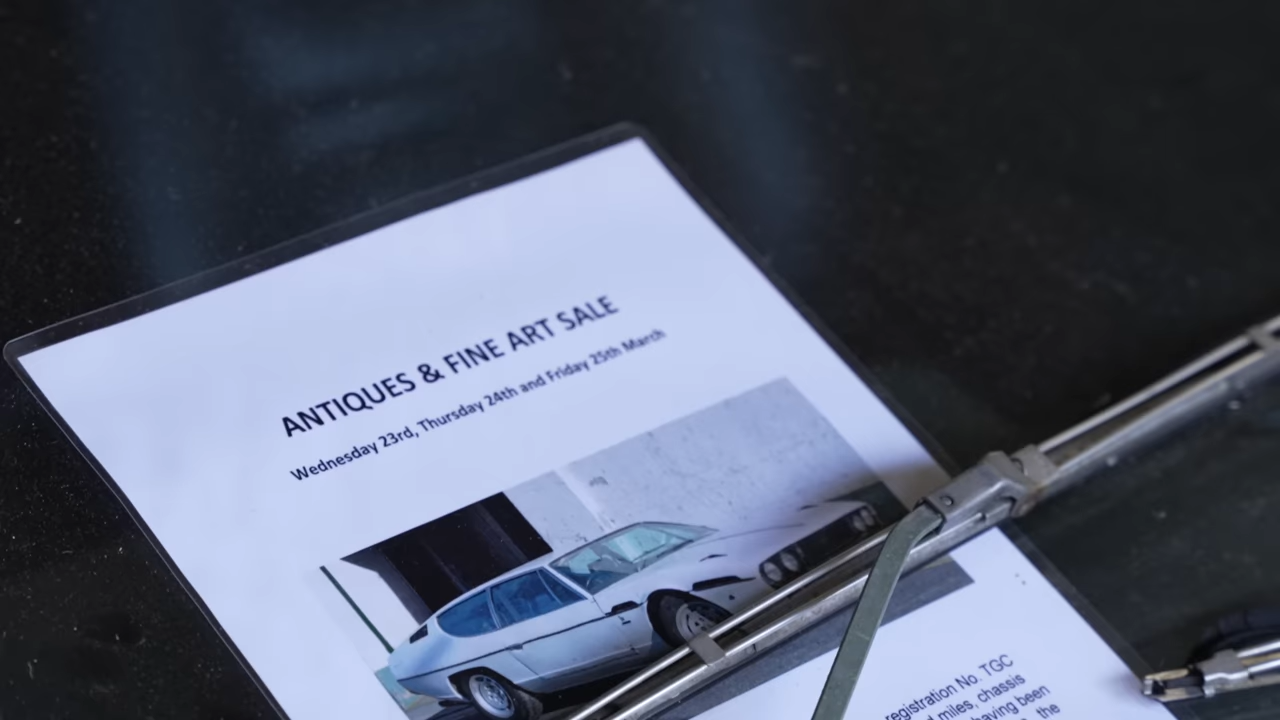 ANTIQUES & FINE ART SALE
Wednesday 23rd, Thursday 24th and Friday 25th March
registration No. TGC
miles, chassis
having been
the